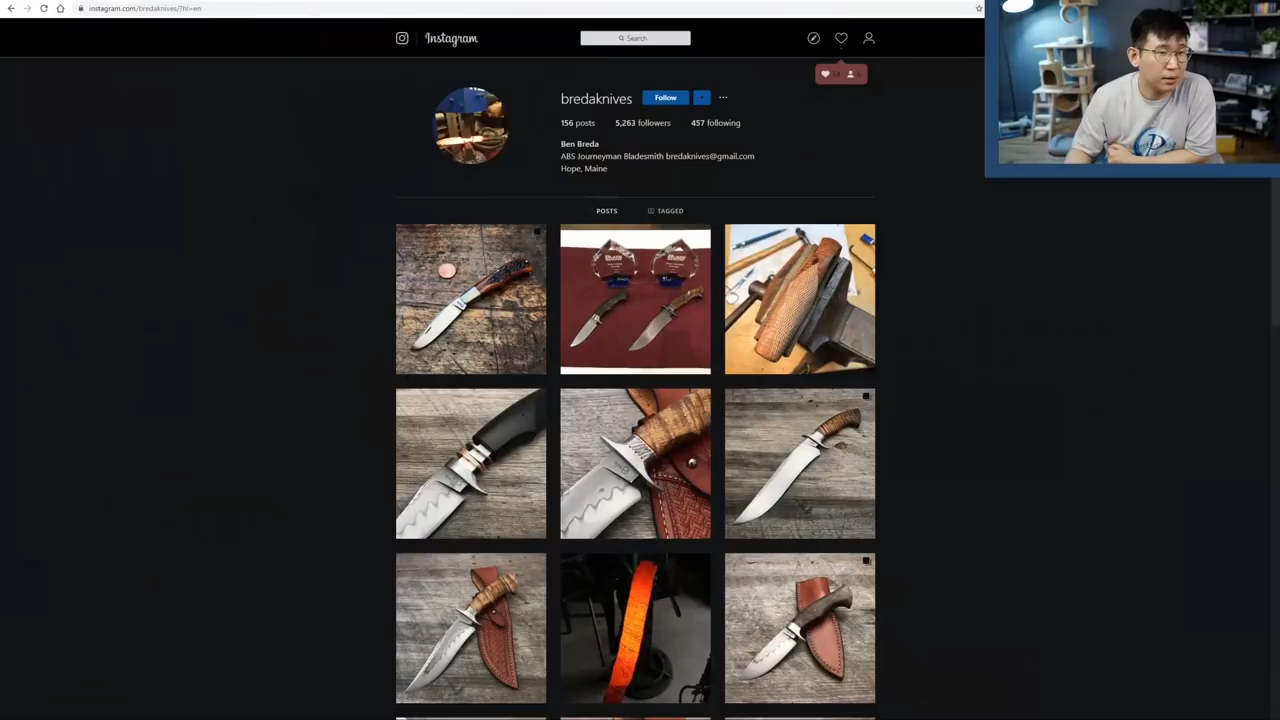 instagram.com/bredaknives/?hl=en
Instagram
Search
bredaknives
Follow
156 posts
5,263 followers
457 following
Ben Breda
ABS Journeyman Bladesmith bredaknives@gmail.com
Hope, Maine
POSTS
TAGGED